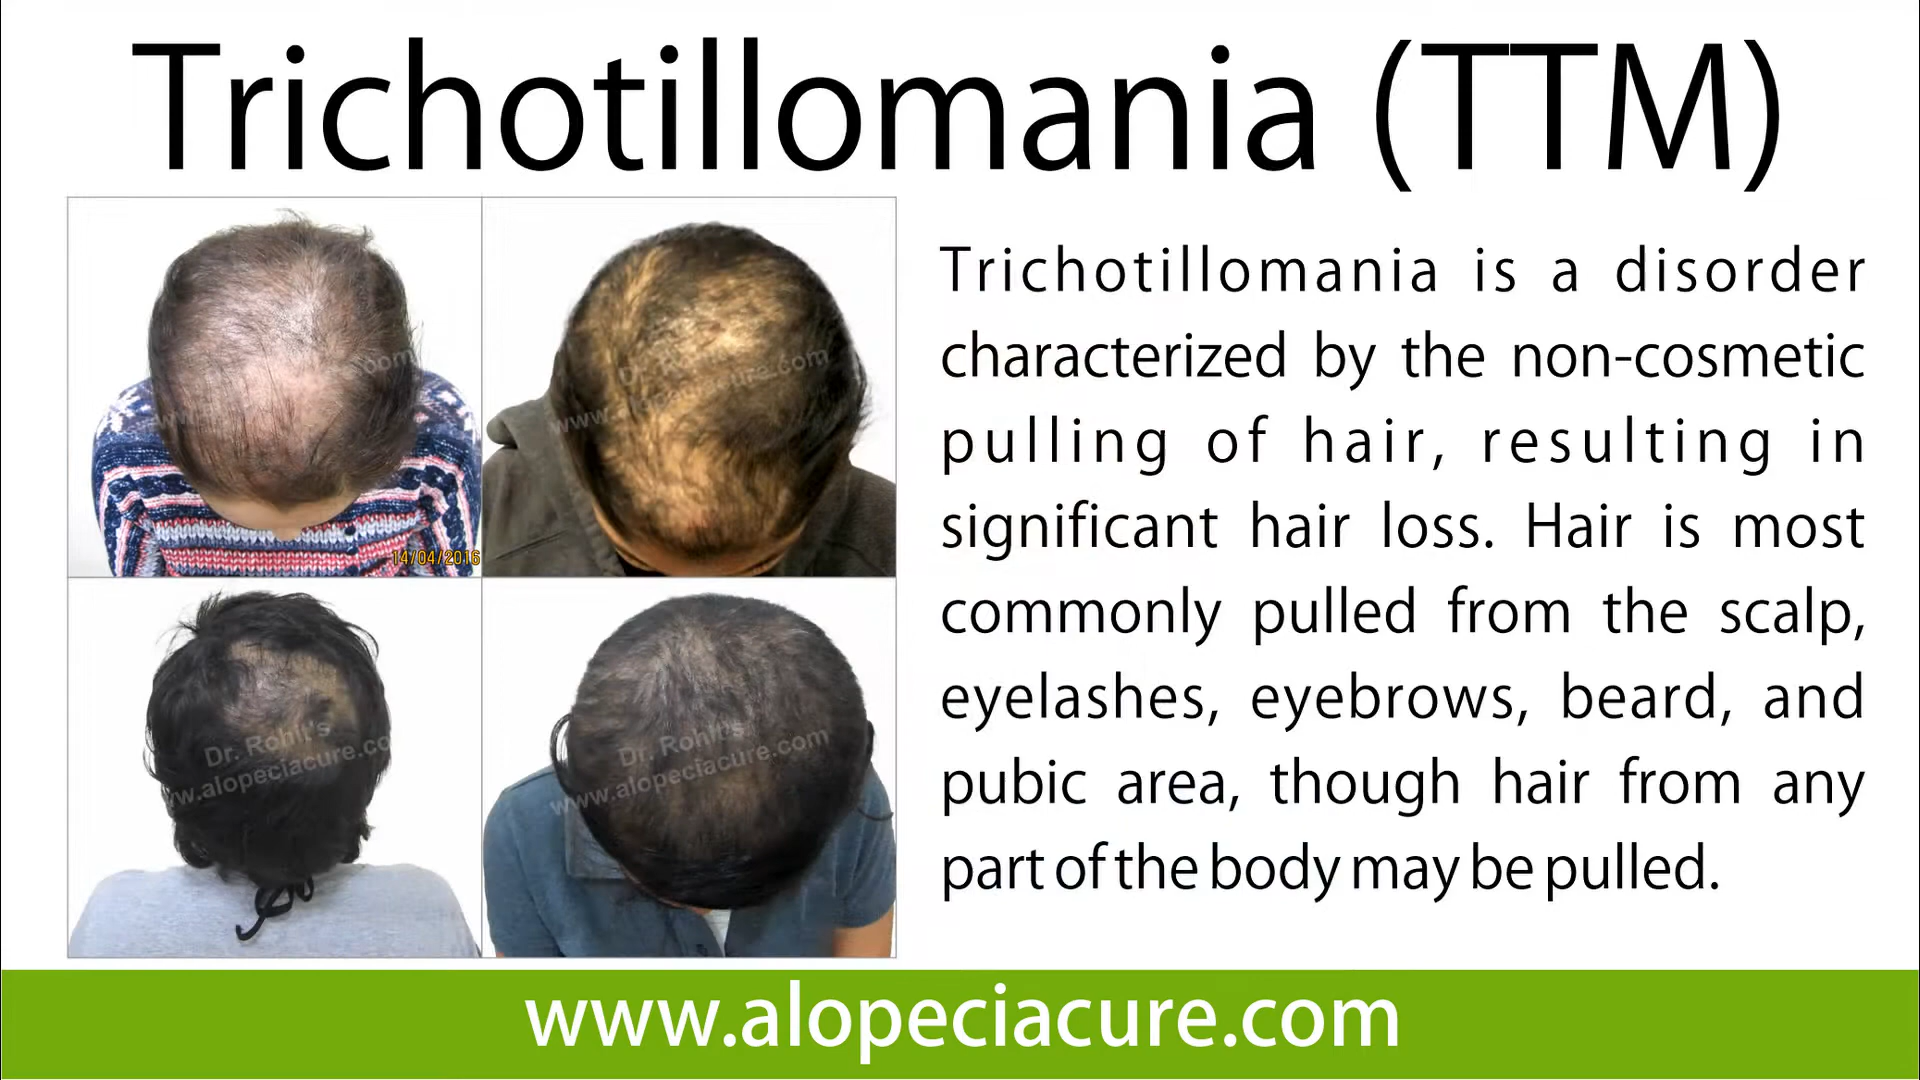 Trichotillomania (TTM)
Trichotillomania is a disorder
characterized by the non-cosmetic
pulling of hair, resulting in
significant hair loss. Hair is most
commonly pulled from the scalp,
eyelashes, eyebrows, beard, and
pubic area, though hair from any
part of the body may be pulled.
14/04/2016
Dr. Rohit's
www.alopeciacure.com
Dr. Rohit's
www.alopeciacure.com
www.alopeciacure.com